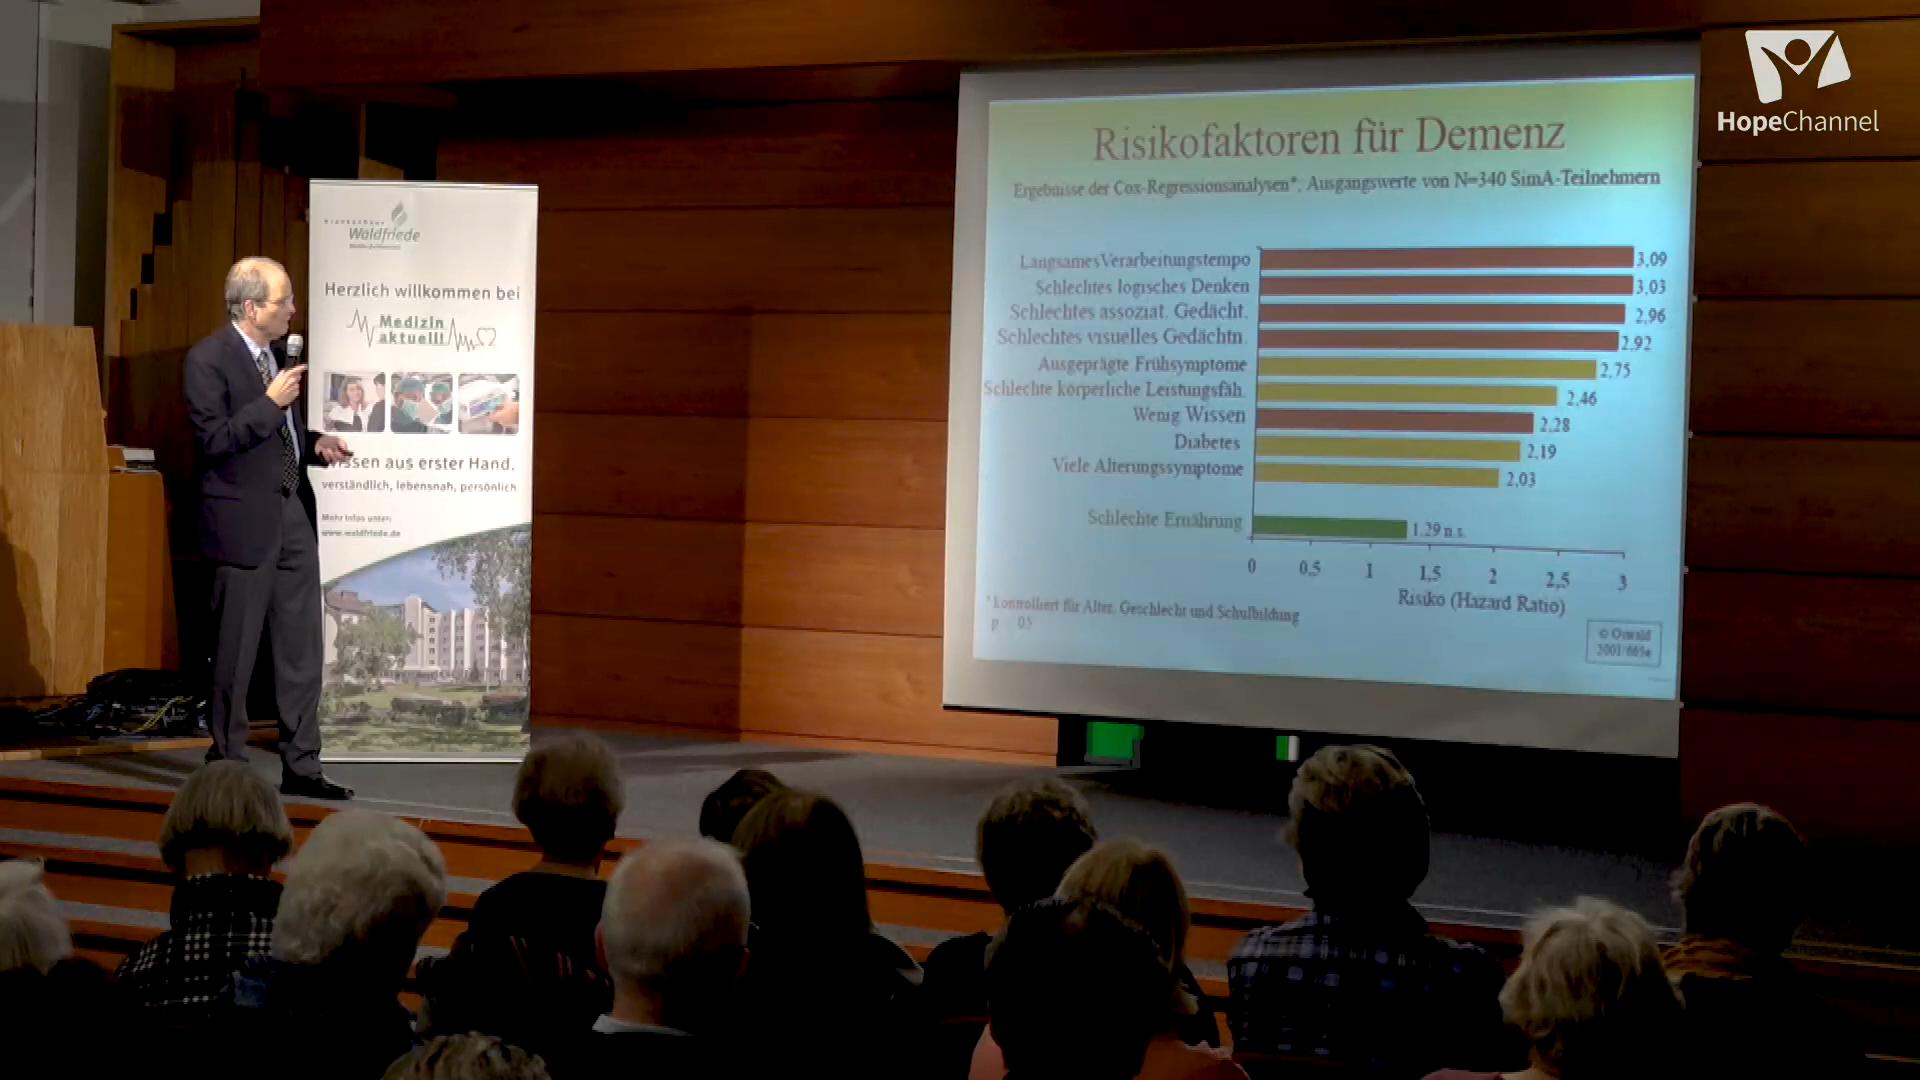 HopeChannel
Krankenhaus
Waldfriede
Herzlich willkommen bei
Medizin
aktuell!
Wissen aus erster Hand.
verständlich, lebensnah, persönlich
Mehr Infos unter:
www.waldfriede.de
Risikofaktoren für Demenz
Ergebnisse der Cox-Regressionsanalysen*, Ausgangswerte von N=340 SimA-Teilnehmern
Langsames Verarbeitungstempo 3,09
Schlechtes logisches Denken 3,03
Schlechtes assoziat. Gedächt. 2,96
Schlechtes visuelles Gedächtn. 2,92
Ausgeprägte Frühsymptome 2,75
Schlechte körperliche Leistungsfäh. 2,46
Wenig Wissen 2,28
Diabetes 2,19
Viele Alterungssymptome 2,03
Schlechte Ernährung 1,29 n.s.
0 0,5 1 1,5 2 2,5 3
Risiko (Hazard Ratio)
* kontrolliert für Alter, Geschlecht und Schulbildung
p 05
© Oswald